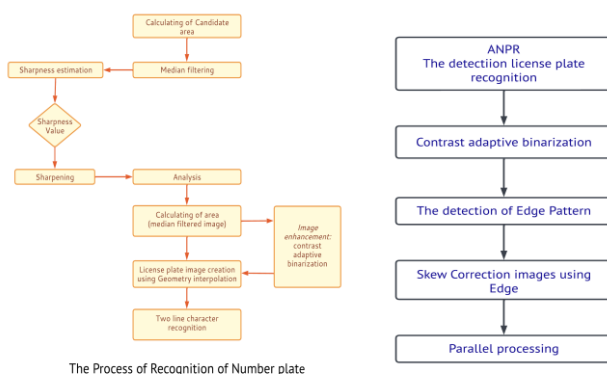 Calculating of Candidate
area
Sharpness estimation
Median filtering
Sharpness
Value
Sharpening
Analysis
Calculating of area
(median filtered image)
Image
enhancement:
contrast
adaptive
binarization
License plate image creation
using Geometry interpolation
Two line character
recognition
The Process of Recognition of Number plate
ANPR
The detectiion license plate
recognition
Contrast adaptive binarization
The detection of Edge Pattern
Skew Correction images using
Edge
Parallel processing